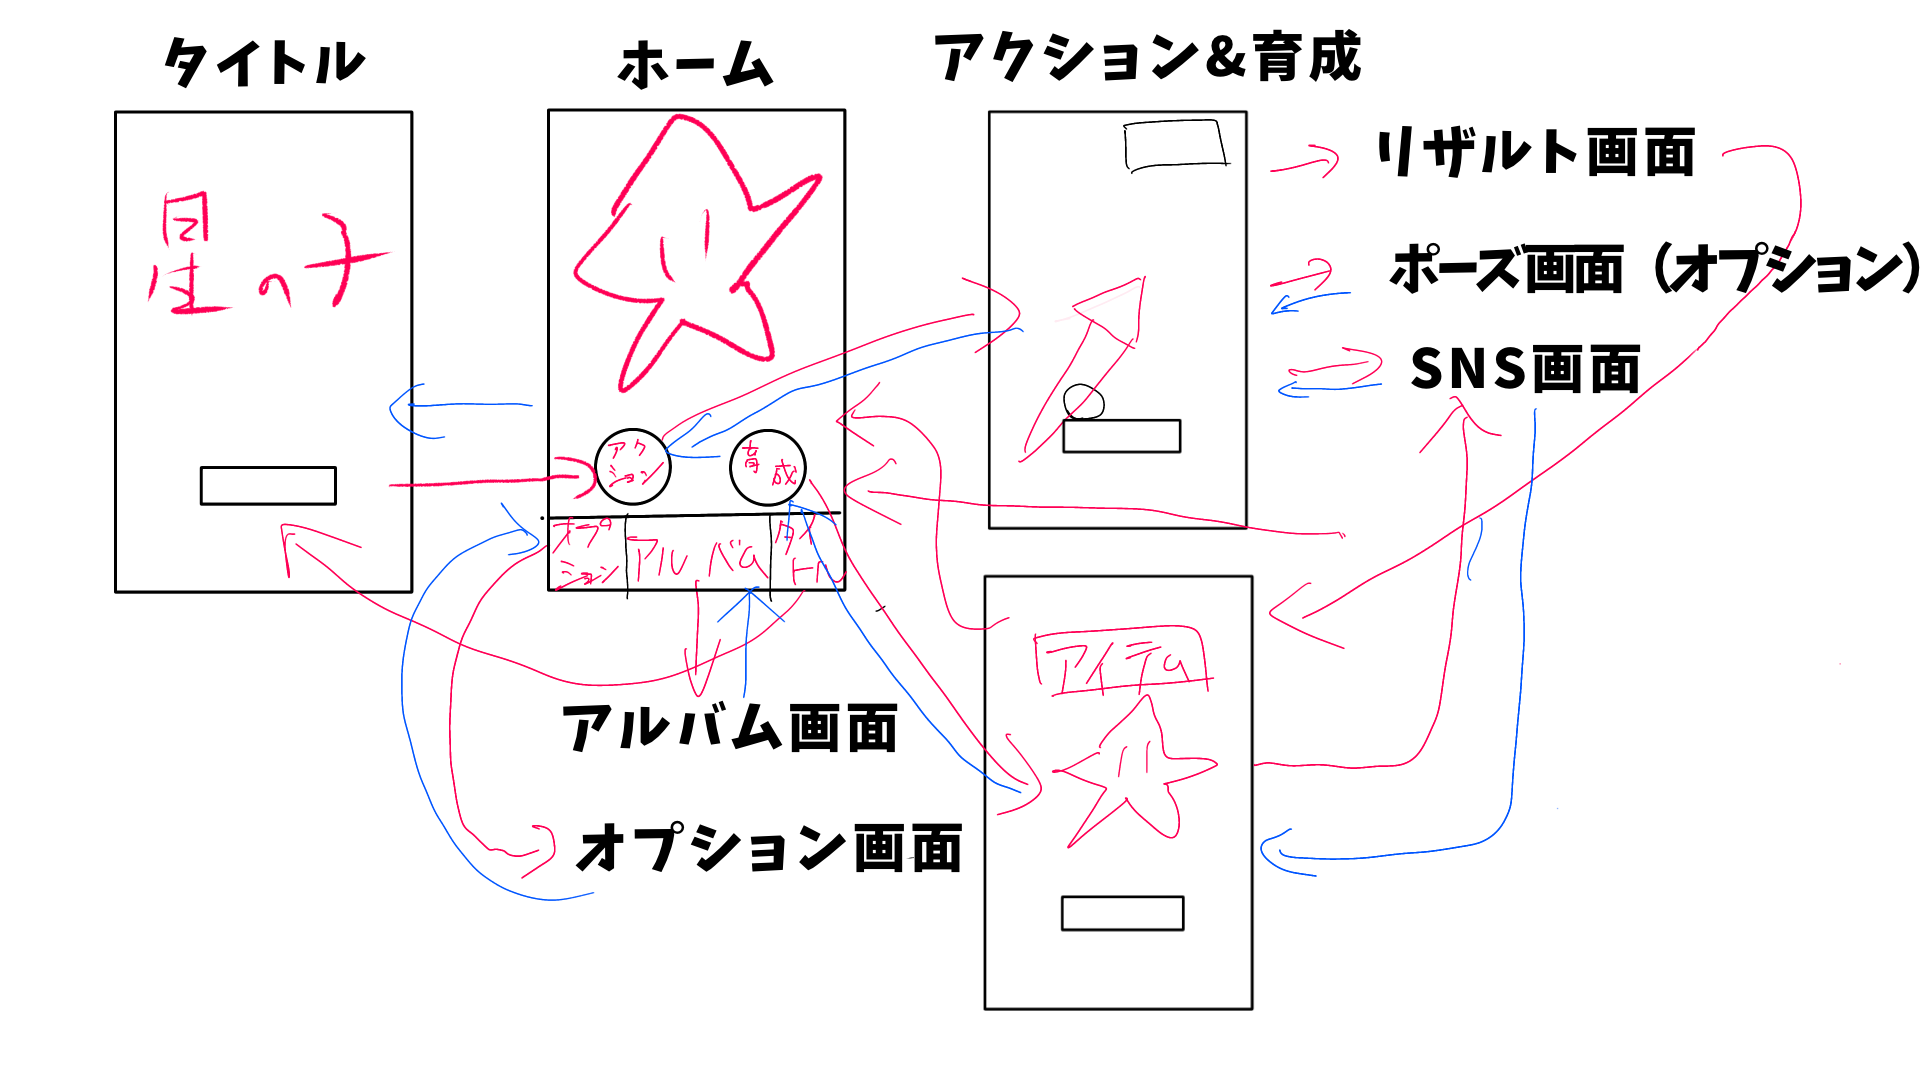 タイトル
ホーム
アクション&育成
星の子
アク
ション
育成
オプ
ション
アルバム
タイ
トル
リザルト画面
ポーズ画面（オプション）
SNS画面
アイテム
アルバム画面
オプション画面